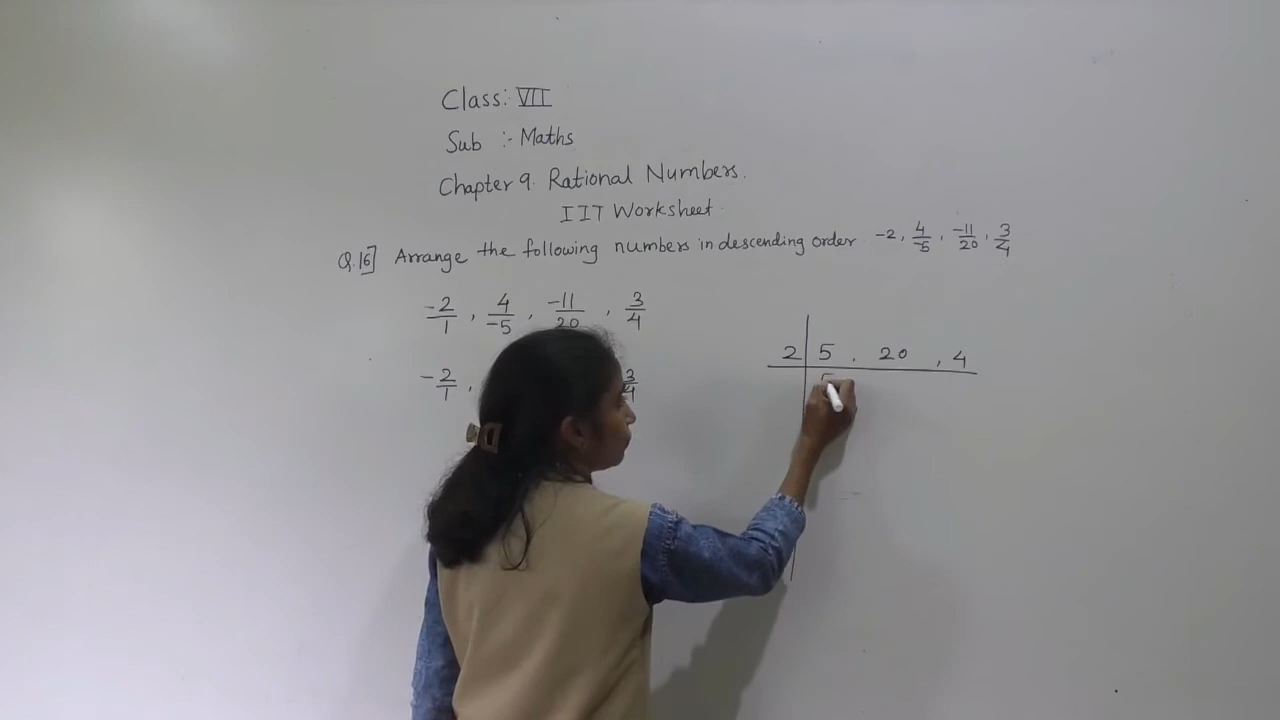 Class: VII
Sub :- Maths
Chapter 9. Rational Numbers.
IIT Worksheet.
Q.16] Arrange the following numbers in descending order -2, 4/-5, -11/20, 3/4
-2/1, 4/-5, -11/20, 3/4
2 | 5, 20, 4
-2/1, 3/4
5